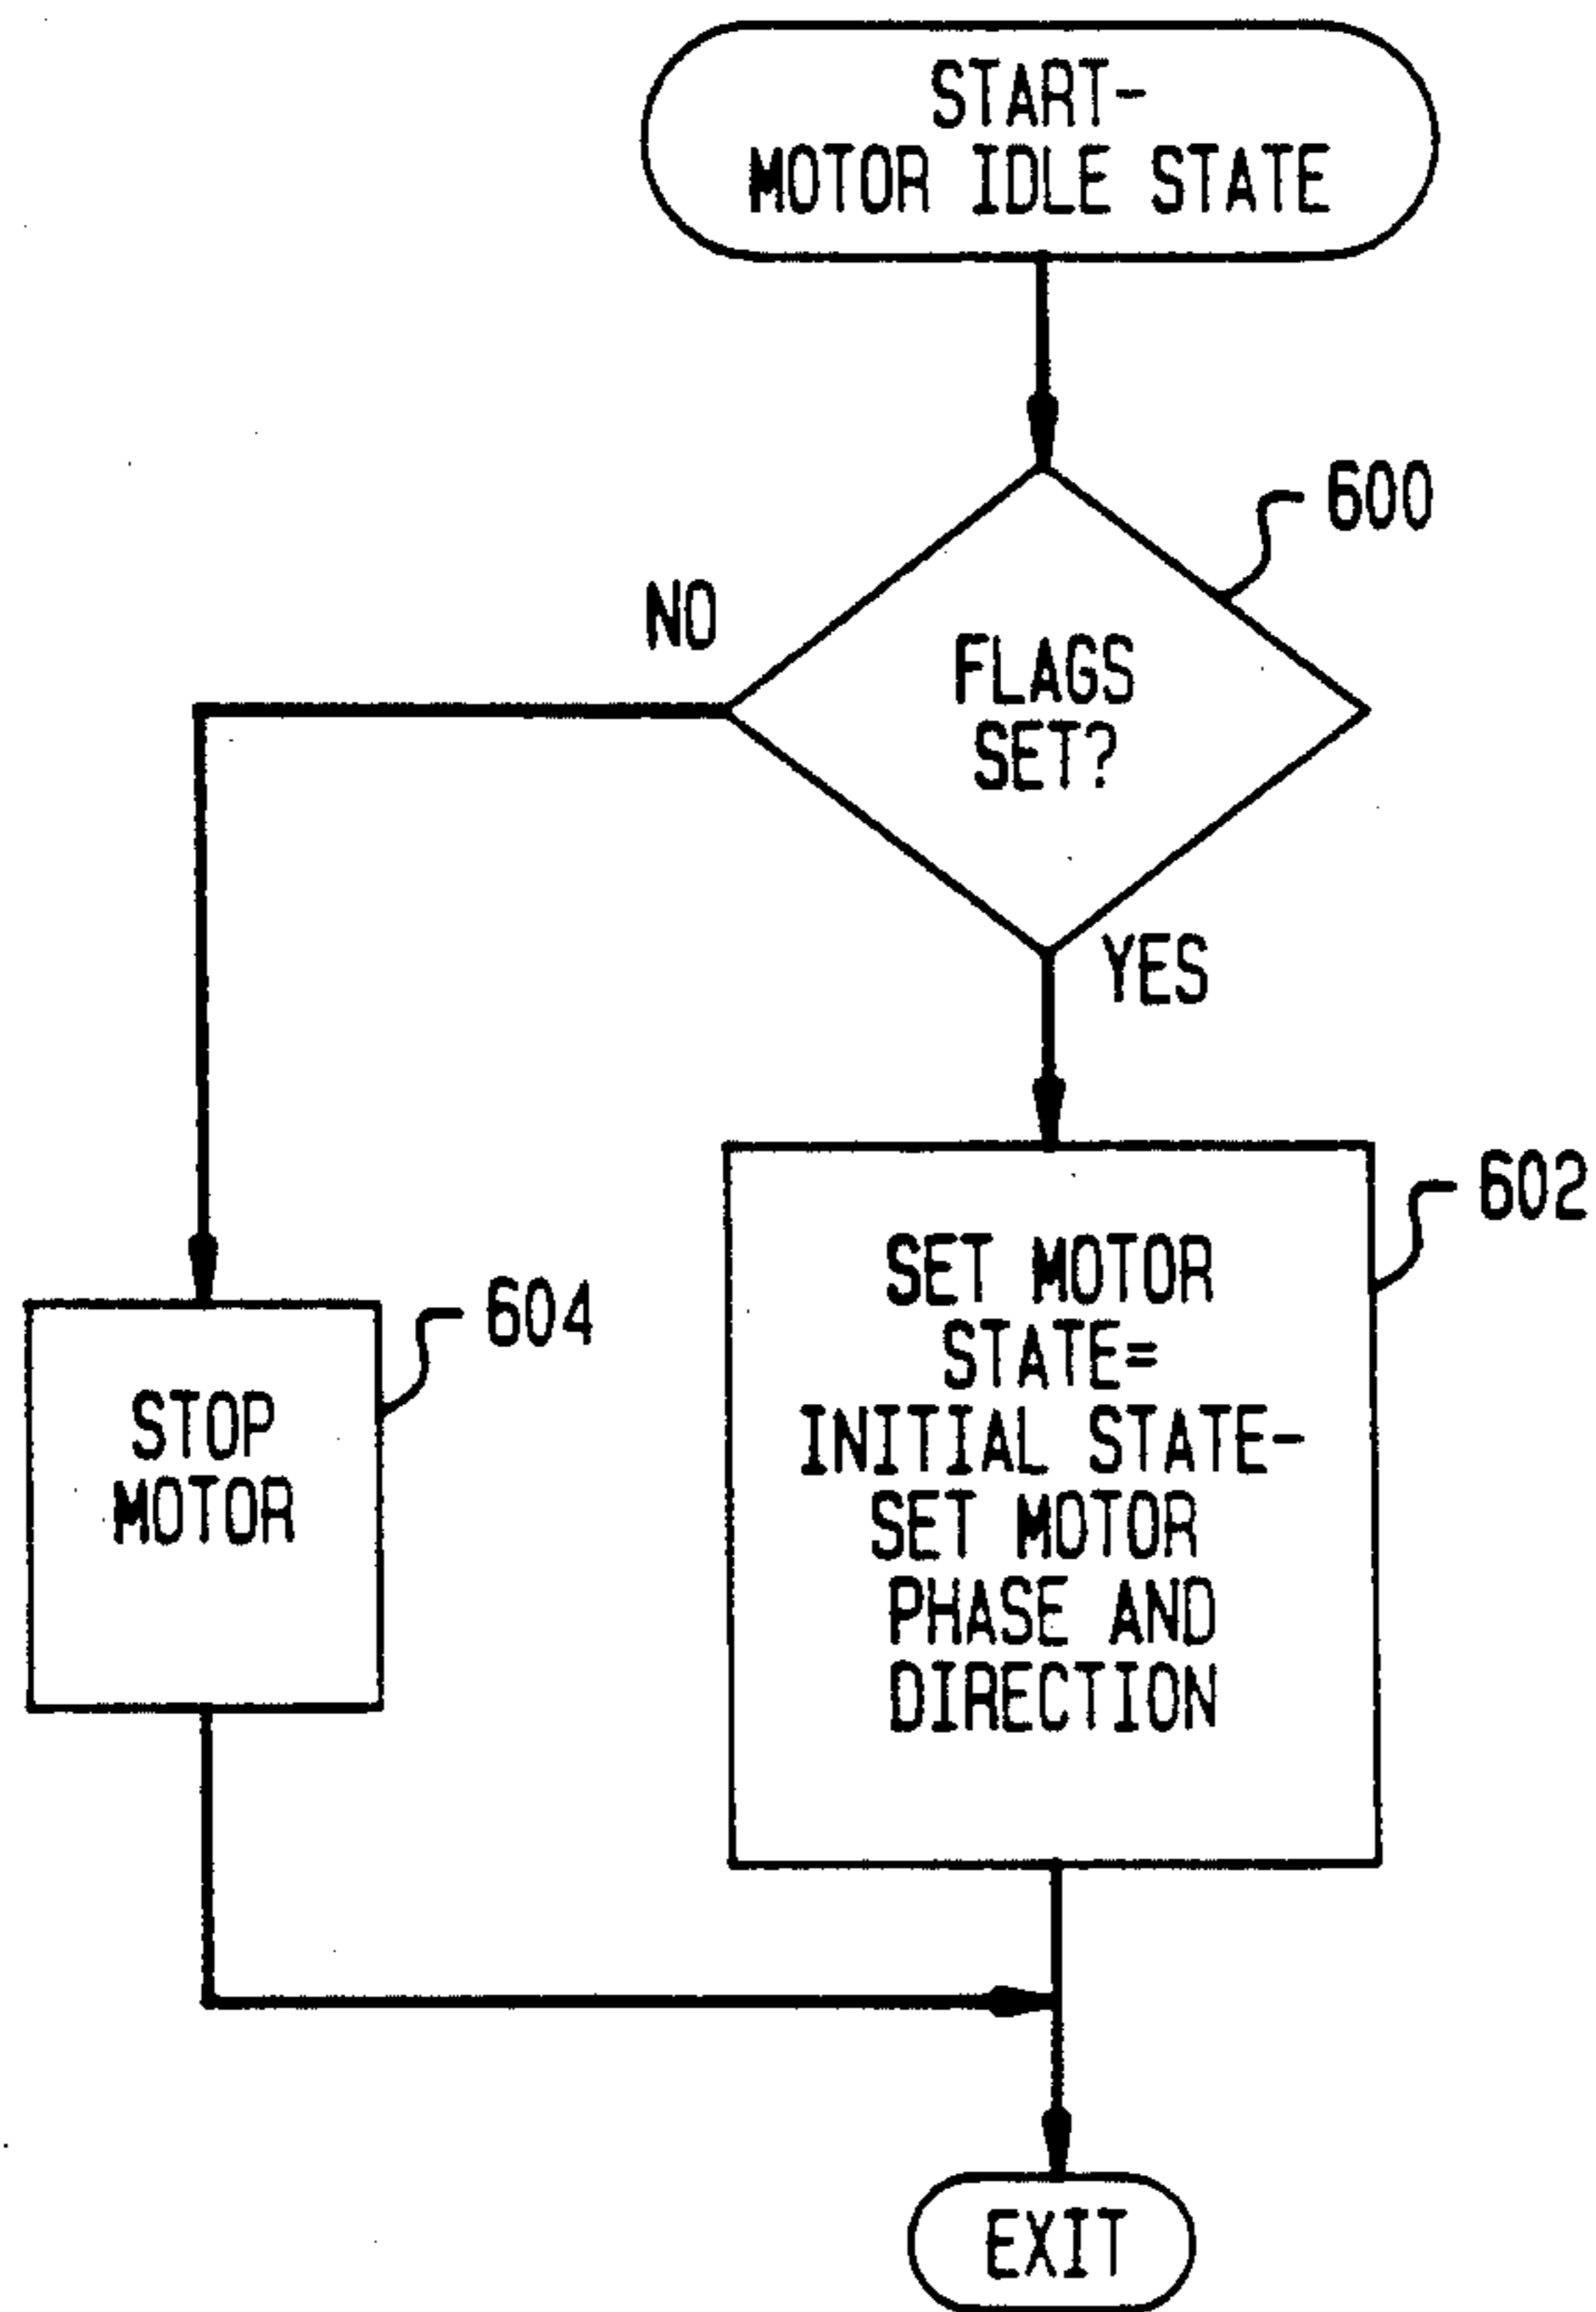 START-
MOTOR IDLE STATE
600
NO
FLAGS
SET?
YES
602
SET MOTOR
STATE=
INITIAL STATE-
SET MOTOR
PHASE AND
DIRECTION
604
STOP
MOTOR
EXIT